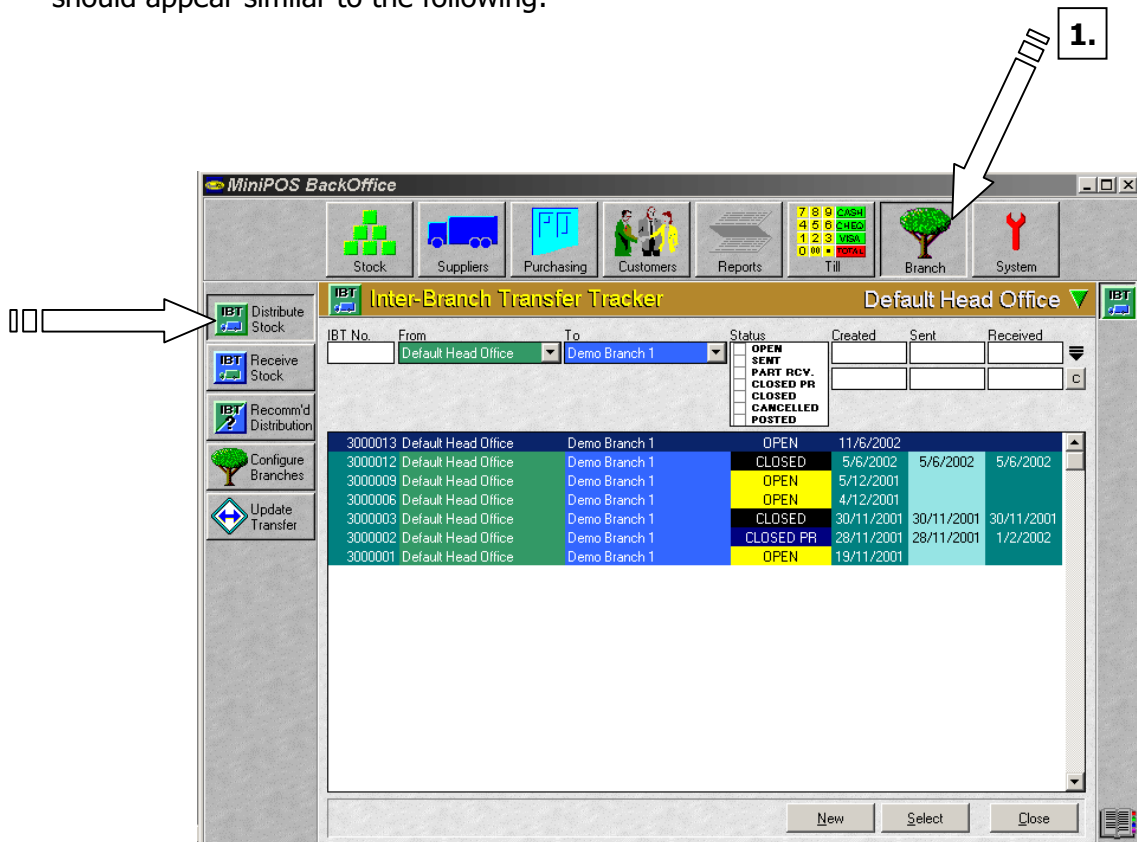 should appear similar to the following:
1.
MiniPOS BackOffice
7 8 9 CASH
4 5 6 CHEQ
1 2 3 VISA
0 00 ▪ TOTAL
Stock Suppliers Purchasing Customers Reports Till Branch System
IBT Inter-Branch Transfer Tracker Default Head Office IBT
IBT Distribute Stock
IBT Receive Stock
IBT ? Recomm'd Distribution
Configure Branches
Update Transfer
IBT No. From To Status Created Sent Received
Default Head Office Demo Branch 1
OPEN
SENT
PART RCV.
CLOSED PR
CLOSED
CANCELLED
POSTED
C
3000013 Default Head Office Demo Branch 1 OPEN 11/6/2002
3000012 Default Head Office Demo Branch 1 CLOSED 5/6/2002 5/6/2002 5/6/2002
3000009 Default Head Office Demo Branch 1 OPEN 5/12/2001
3000006 Default Head Office Demo Branch 1 OPEN 4/12/2001
3000003 Default Head Office Demo Branch 1 CLOSED 30/11/2001 30/11/2001 30/11/2001
3000002 Default Head Office Demo Branch 1 CLOSED PR 28/11/2001 28/11/2001 1/2/2002
3000001 Default Head Office Demo Branch 1 OPEN 19/11/2001
New Select Close